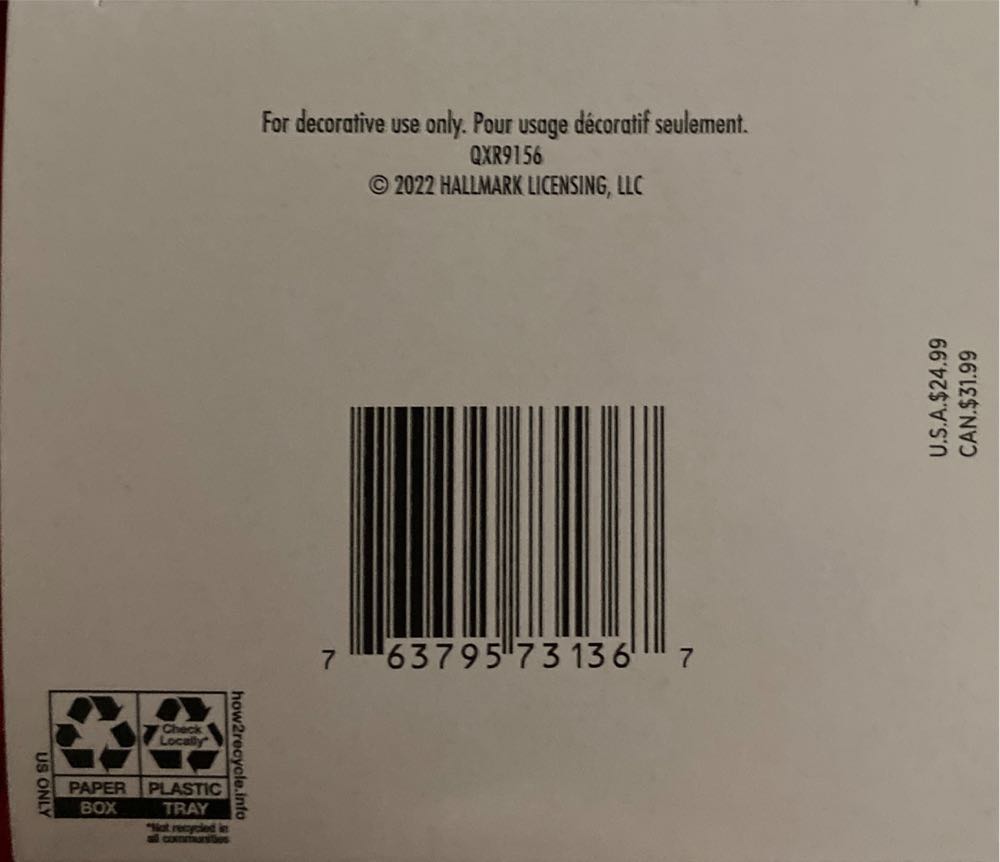 For decorative use only. Pour usage décoratif seulement.
QXR9156
© 2022 HALLMARK LICENSING, LLC
U.S.A.$24.99
CAN.$31.99
7 63795 73136 7
US ONLY
Check Locally*
PAPER PLASTIC
BOX TRAY
how2recycle.info
*Not recycled in
all communities